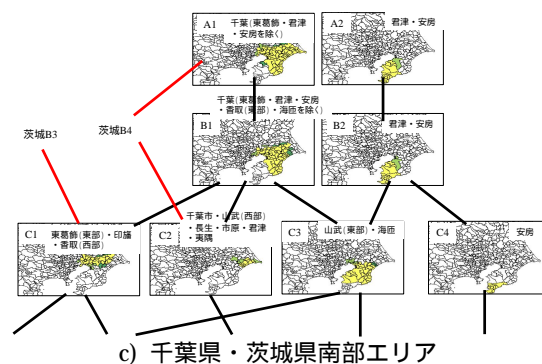 A1
千葉(東葛飾・君津
・安房を除く)
A2
君津・安房
千葉(東葛飾・君津・安房
・香取(東部)・海匝を除く)
B1
B2
君津・安房
茨城B3
茨城B4
C1
東葛飾(東部)・印旛
・香取(西部)
C2
千葉市・山武(西部)
・長生・市原・君津
・夷隅
C3
山武(東部)・海匝
C4
安房
c) 千葉県・茨城県南部エリア